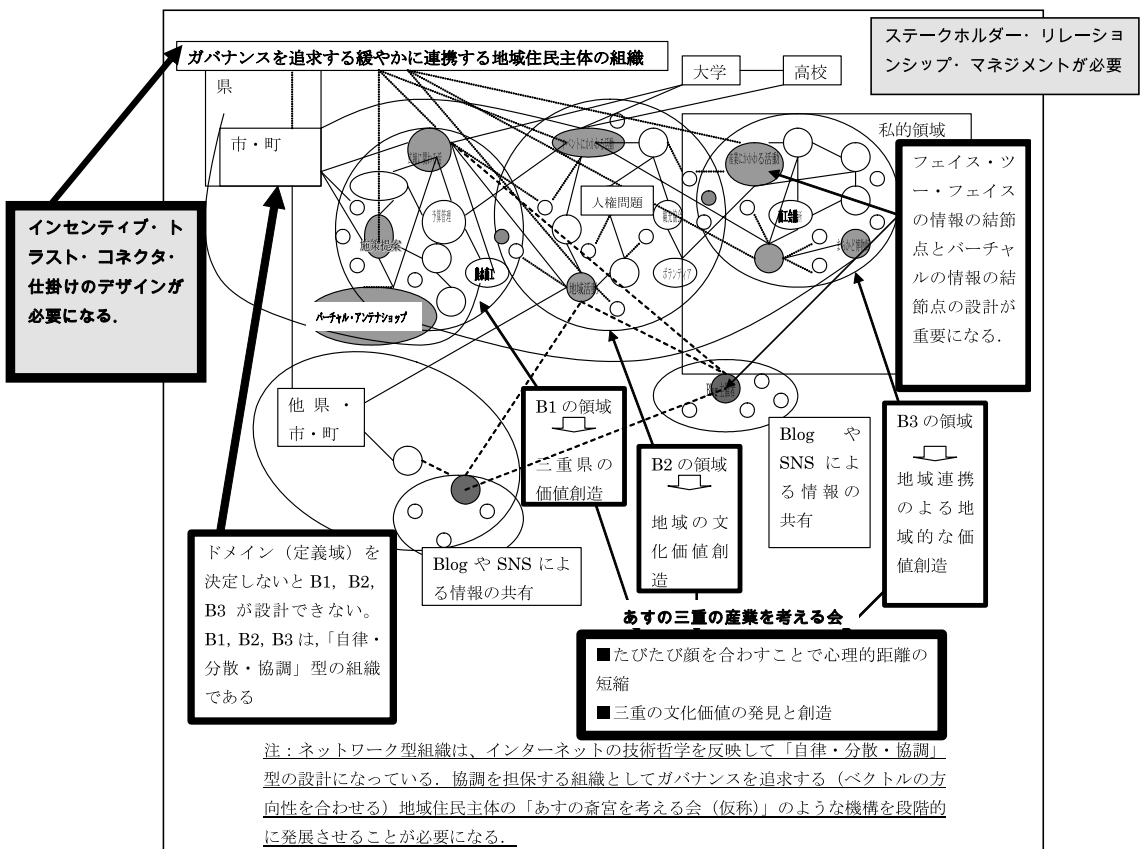 ステークホルダー・リレーショ
ンシップ・マネジメントが必要
ガバナンスを追求する緩やかに連携する地域住民主体の組織
大学
高校
県
市・町
私的領域
フェイス・ツ
ー・フェイス
の情報の結節
点とバーチャ
ルの情報の結
節点の設計が
重要になる.
インセンティブ・ト
ラスト・コネクタ・
仕掛けのデザインが
必要になる.
人権問題
予算管理
施策提案
ボランティア
地域活動
バーチャル・アンテナショップ
他県・
市・町
B1 の領域
三重県の
価値創造
B2 の領域
地域の文
化価値創
造
Blog や
SNS によ
る情報の
共有
B3 の領域
地域連携
のよる地
域的な価
値創造
Blog や SNS によ
る情報の共有
ドメイン（定義域）を
決定しないと B1, B2,
B3 が設計できない。
B1, B2, B3 は,「自律・
分散・協調」型の組織
である
あすの三重の産業を考える会
■たびたび顔を合わすことで心理的距離の
短縮
■三重の文化価値の発見と創造
注：ネットワーク型組織は、インターネットの技術哲学を反映して「自律・分散・協調」
型の設計になっている．協調を担保する組織としてガバナンスを追求する（ベクトルの方
向性を合わせる）地域住民主体の「あすの斎宮を考える会（仮称）」のような機構を段階的
に発展させることが必要になる．